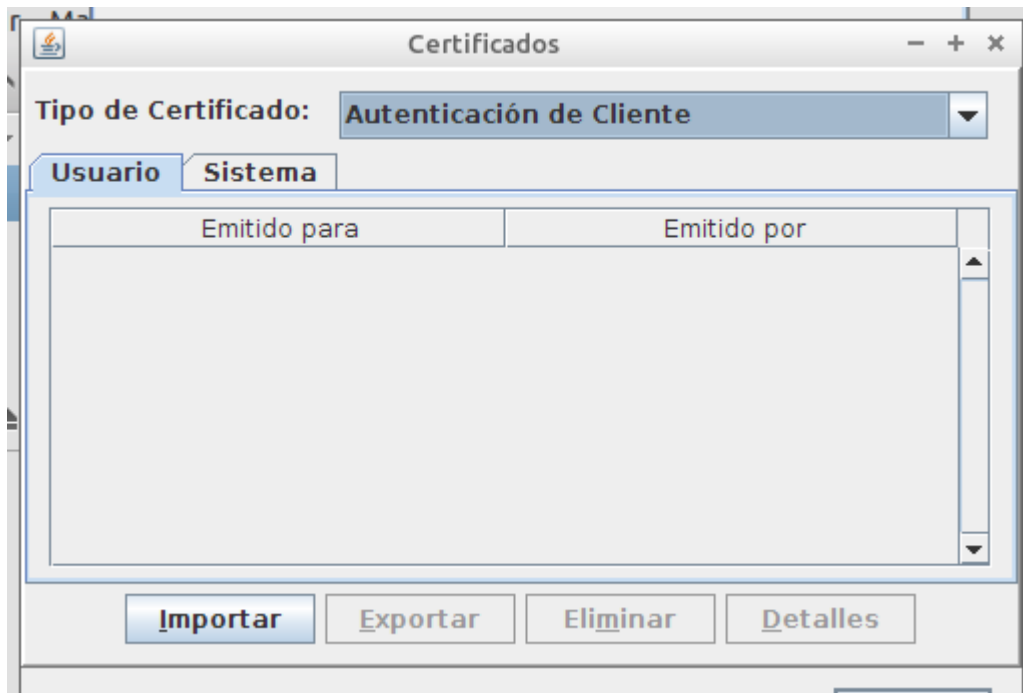 Certificados
Tipo de Certificado: Autenticación de Cliente
Usuario Sistema
Emitido para Emitido por
Importar Exportar Eliminar Detalles